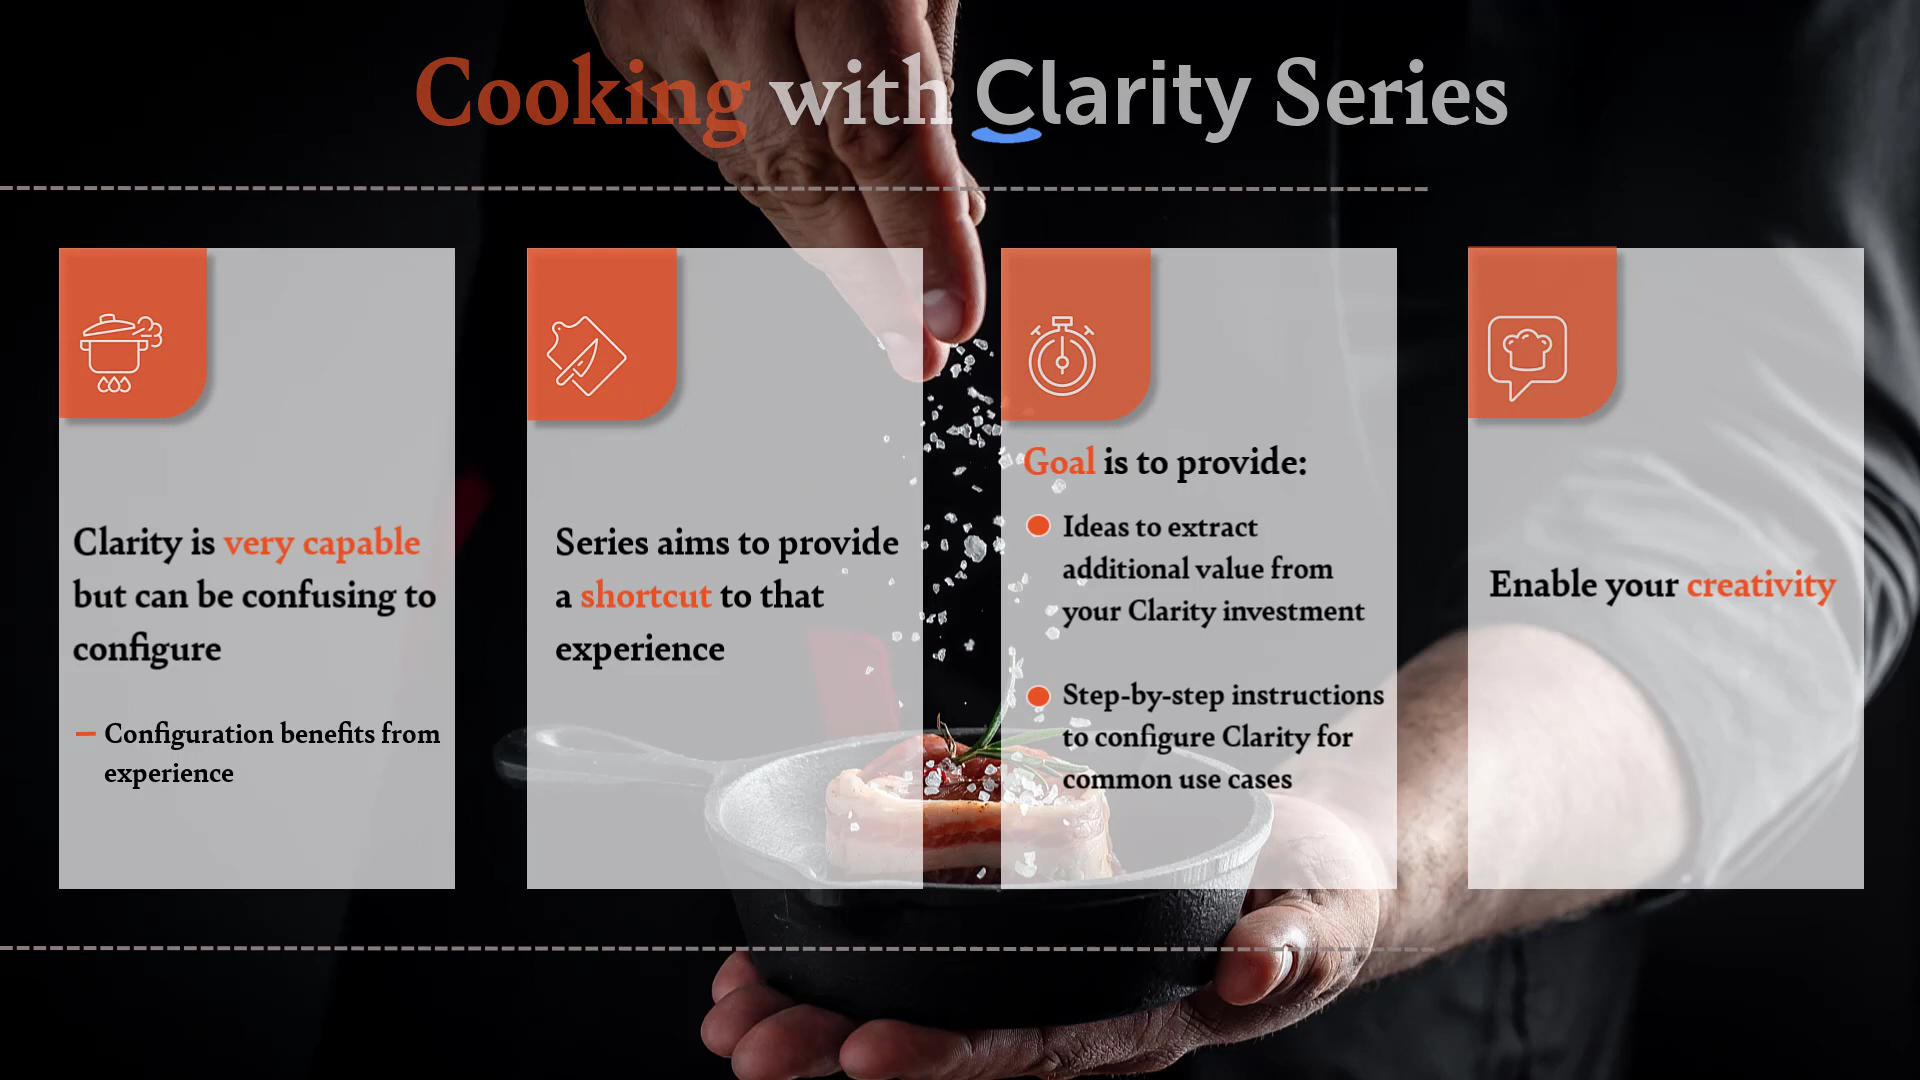 Cooking with Clarity Series
Clarity is very capable
but can be confusing to
configure
Configuration benefits from
experience
Series aims to provide
a shortcut to that
experience
Goal is to provide:
Ideas to extract
additional value from
your Clarity investment
Step-by-step instructions
to configure Clarity for
common use cases
Enable your creativity